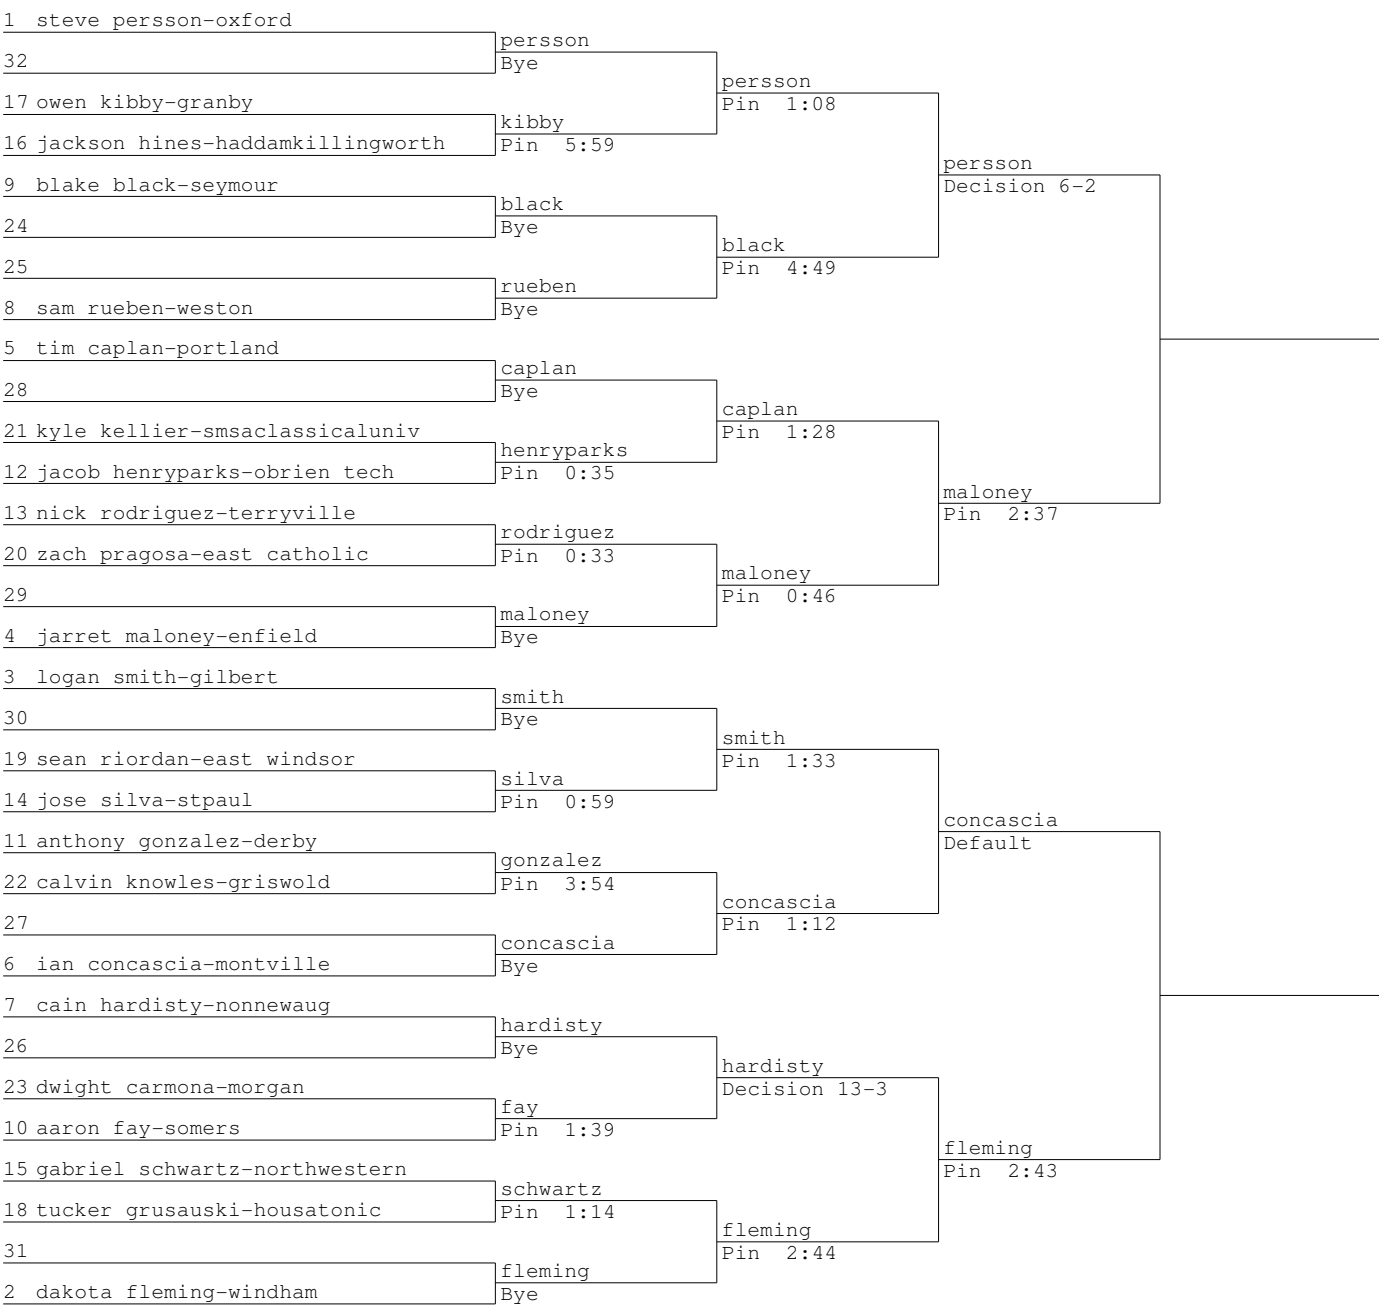 1 steve persson-oxford
persson
32
Bye
persson
17 owen kibby-granby
Pin 1:08
kibby
16 jackson hines-haddamkillingworth
Pin 5:59
persson
9 blake black-seymour
Decision 6-2
black
24
Bye
black
25
Pin 4:49
rueben
8 sam rueben-weston
Bye
5 tim caplan-portland
caplan
28
Bye
caplan
21 kyle kellier-smsaclassicaluniv
Pin 1:28
henryparks
12 jacob henryparks-obrien tech
Pin 0:35
maloney
13 nick rodriguez-terryville
Pin 2:37
rodriguez
20 zach pragosa-east catholic
Pin 0:33
maloney
29
Pin 0:46
maloney
4 jarret maloney-enfield
Bye
3 logan smith-gilbert
smith
30
Bye
smith
19 sean riordan-east windsor
Pin 1:33
silva
14 jose silva-stpaul
Pin 0:59
concascia
11 anthony gonzalez-derby
Default
gonzalez
22 calvin knowles-griswold
Pin 3:54
concascia
27
Pin 1:12
concascia
6 ian concascia-montville
Bye
7 cain hardisty-nonnewaug
hardisty
26
Bye
hardisty
23 dwight carmona-morgan
Decision 13-3
fay
10 aaron fay-somers
Pin 1:39
fleming
15 gabriel schwartz-northwestern
Pin 2:43
schwartz
18 tucker grusauski-housatonic
Pin 1:14
fleming
31
Pin 2:44
fleming
2 dakota fleming-windham
Bye